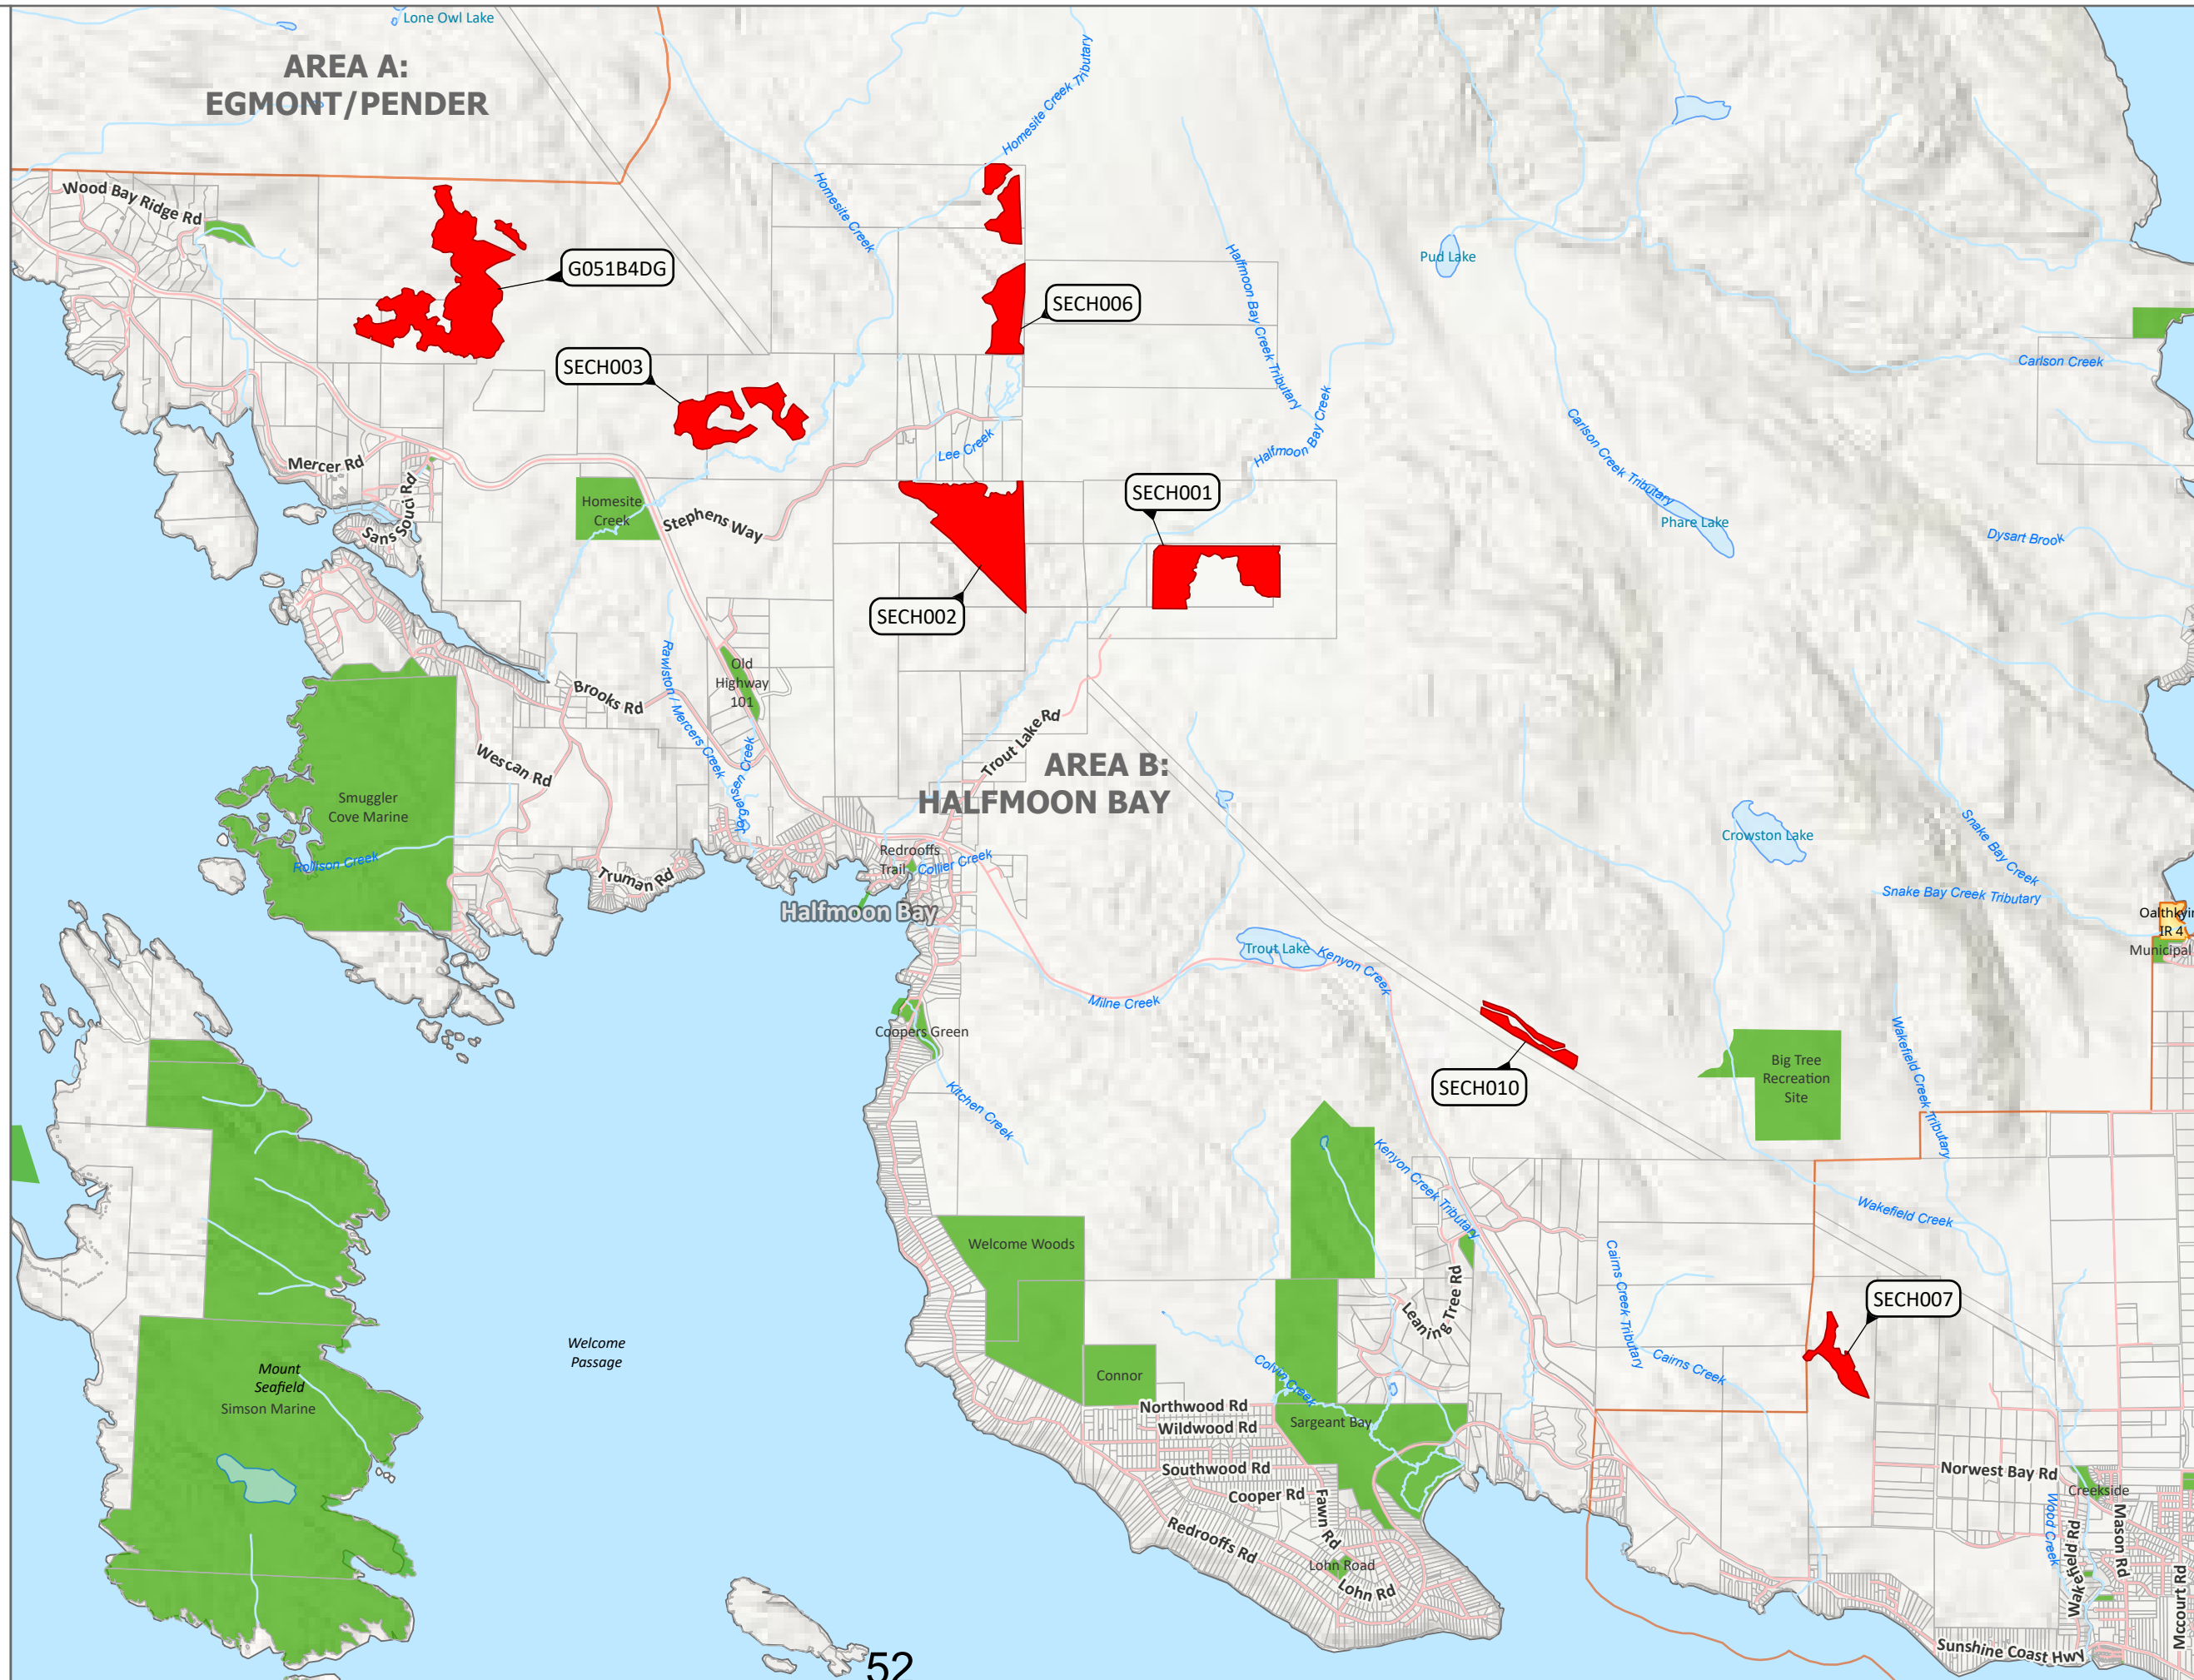 Lone Owl Lake
AREA A:
EGMONT/PENDER
Homesite Creek Tributary
Wood Bay Ridge Rd
Homesite Creek
G051B4DG
SECH006
Halfmoon Bay Creek Tributary
Pud Lake
SECH003
Carlson Creek
Halfmoon Bay Creek
Lee Creek
Mercer Rd
Sans Souci Rd
Homesite
Creek
Stephens Way
SECH001
Carlson Creek Tributary
Phare Lake
Dysart Brook
SECH002
Rawlston / Mercers Creek
Old
Highway
101
Brooks Rd
Wescan Rd
Jorgensen Creek
Trout Lake Rd
AREA B:
HALFMOON BAY
Smuggler
Cove Marine
Rollison Creek
Truman Rd
Redrooffs
Trail
Collier Creek
Halfmoon Bay
Crowston Lake
Snake Bay Creek
Snake Bay Creek Tributary
IR 4
Municipal
Trout Lake
Kenyon Creek
Milne Creek
Coopers Green
Kitchen Creek
SECH010
Big Tree
Recreation
Site
Wakefield Creek Tributary
Kenyon Creek Tributary
Wakefield Creek
Welcome Woods
Leaning Tree Rd
Cairns Creek Tributary
Cairns Creek
SECH007
Welcome
Passage
Mount
Seafield
Simson Marine
Connor
Colvin Creek
Northwood Rd
Wildwood Rd
Sargeant Bay
Southwood Rd
Cooper Rd
Fawn Rd
Redrooffs Rd
Lohn Road
Lohn Rd
Norwest Bay Rd
Creekside
Wood Creek
Wakefield Rd
Mason Rd
Mccourt Rd
Sunshine Coast Hwy
52